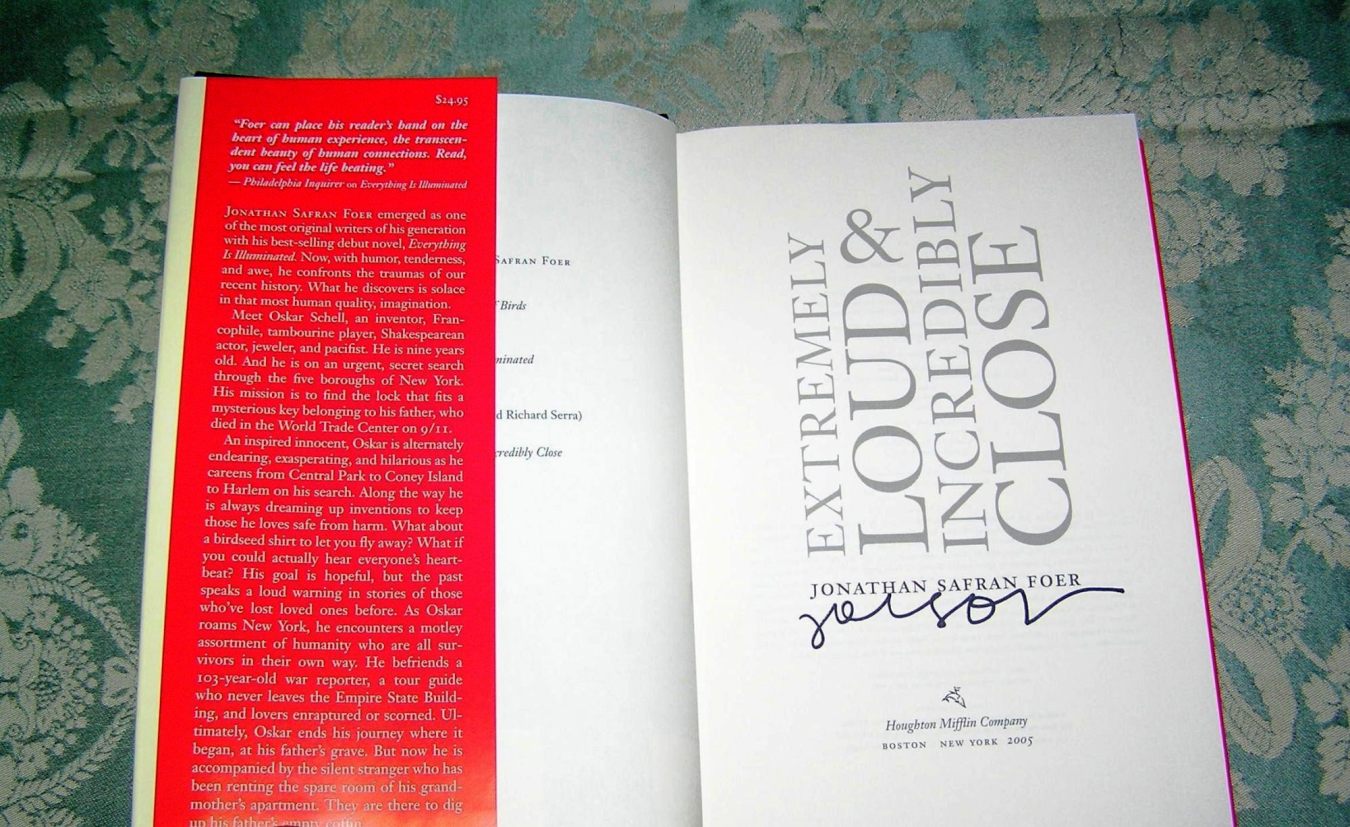 $24.95
“Foer can place his reader’s hand on the
heart of human experience, the transcen-
dent beauty of human connections. Read,
you can feel the life beating.”
— Philadelphia Inquirer on Everything Is Illuminated
JONATHAN SAFRAN FOER emerged as one
of the most original writers of his generation
with his best-selling debut novel, Everything
Is Illuminated. Now, with humor, tenderness,
and awe, he confronts the traumas of our
recent history. What he discovers is solace
in that most human quality, imagination.
Meet Oskar Schell, an inventor, Fran-
cophile, tambourine player, Shakespearean
actor, jeweler, and pacifist. He is nine years
old. And he is on an urgent, secret search
through the five boroughs of New York.
His mission is to find the lock that fits a
mysterious key belonging to his father, who
died in the World Trade Center on 9/11.
An inspired innocent, Oskar is alternately
endearing, exasperating, and hilarious as he
careens from Central Park to Coney Island
to Harlem on his search. Along the way he
is always dreaming up inventions to keep
those he loves safe from harm. What about
a birdseed shirt to let you fly away? What if
you could actually hear everyone’s heart-
beat? His goal is hopeful, but the past
speaks a loud warning in stories of those
who’ve lost loved ones before. As Oskar
roams New York, he encounters a motley
assortment of humanity who are all sur-
vivors in their own way. He befriends a
103-year-old war reporter, a tour guide
who never leaves the Empire State Build-
ing, and lovers enraptured or scorned. Ul-
timately, Oskar ends his journey where it
began, at his father’s grave. But now he is
accompanied by the silent stranger who has
been renting the spare room of his grand-
mother’s apartment. They are there to dig
up his father’s empty coffin.
SAFRAN FOER
Birds
minated
d Richard Serra)
credibly Close
EXTREMELY
LOUD &
INCREDIBLY
CLOSE
JONATHAN SAFRAN FOER
Houghton Mifflin Company
BOSTON NEW YORK 2005